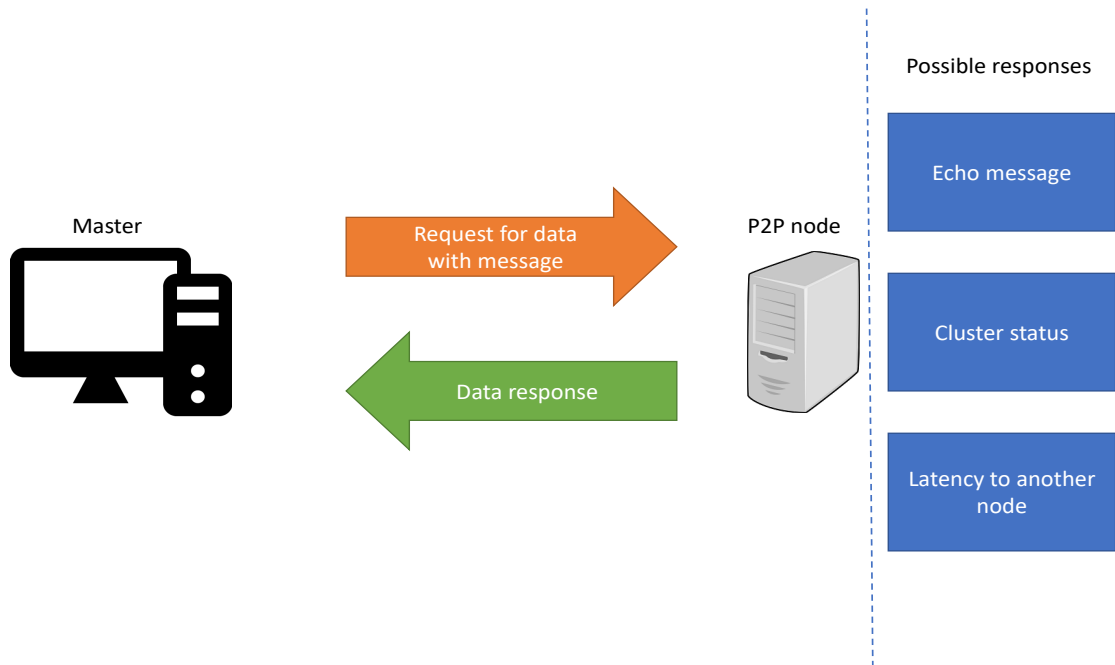 Master
Request for data
with message
Data response
P2P node
Possible responses
Echo message
Cluster status
Latency to another
node